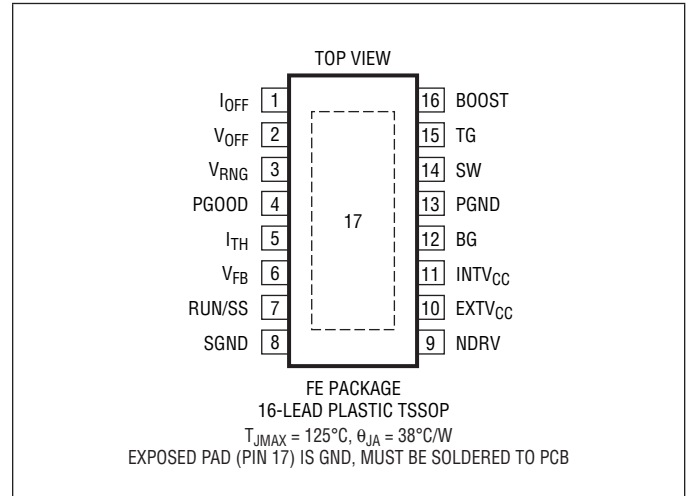 TOP VIEW
I_OFF 1
V_OFF 2
V_RNG 3
PGOOD 4
I_TH 5
V_FB 6
RUN/SS 7
SGND 8
17
16 BOOST
15 TG
14 SW
13 PGND
12 BG
11 INTV_CC
10 EXTV_CC
9 NDRV
FE PACKAGE
16-LEAD PLASTIC TSSOP
T_JMAX = 125°C, θ_JA = 38°C/W
EXPOSED PAD (PIN 17) IS GND, MUST BE SOLDERED TO PCB